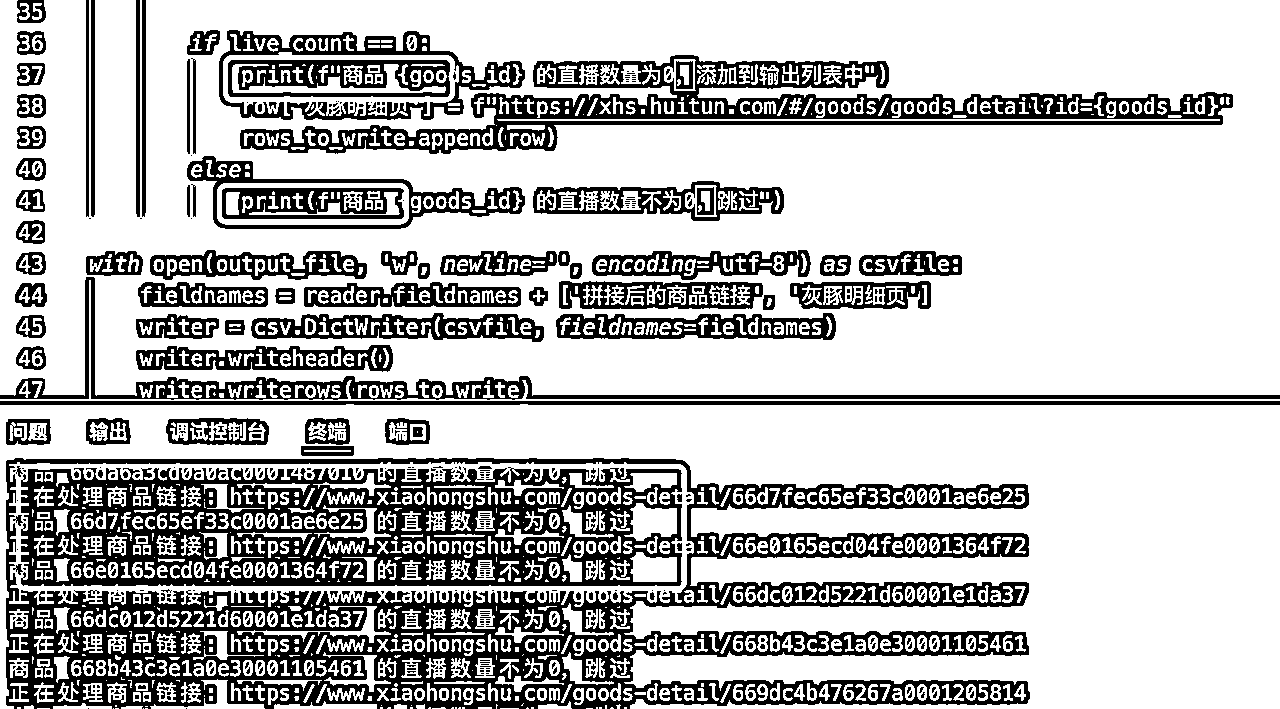 35
36 if live_count == 0:
37 print(f"商品 {goods_id} 的直播数量为0，添加到输出列表中")
38 row['灰豚明细页'] = f"https://xhs.huitun.com/#/goods/goods_detail?id={goods_id}"
39 rows_to_write.append(row)
40 else:
41 print(f"商品 {goods_id} 的直播数量不为0，跳过")
42
43 with open(output_file, 'w', newline='', encoding='utf-8') as csvfile:
44 fieldnames = reader.fieldnames + ['拼接后的商品链接', '灰豚明细页']
45 writer = csv.DictWriter(csvfile, fieldnames=fieldnames)
46 writer.writeheader()
47 writer.writerows(rows_to_write)
问题 输出 调试控制台 终端 端口
商品 66da6a3cd0a0ac0001487010 的直播数量不为0，跳过
正在处理商品链接：https://www.xiaohongshu.com/goods-detail/66d7fec65ef33c0001ae6e25
商品 66d7fec65ef33c0001ae6e25 的直播数量不为0，跳过
正在处理商品链接：https://www.xiaohongshu.com/goods-detail/66e0165ecd04fe0001364f72
商品 66e0165ecd04fe0001364f72 的直播数量不为0，跳过
正在处理商品链接：https://www.xiaohongshu.com/goods-detail/66dc012d5221d60001e1da37
商品 66dc012d5221d60001e1da37 的直播数量不为0，跳过
正在处理商品链接：https://www.xiaohongshu.com/goods-detail/668b43c3e1a0e30001105461
商品 668b43c3e1a0e30001105461 的直播数量不为0，跳过
正在处理商品链接：https://www.xiaohongshu.com/goods-detail/669dc4b476267a0001205814